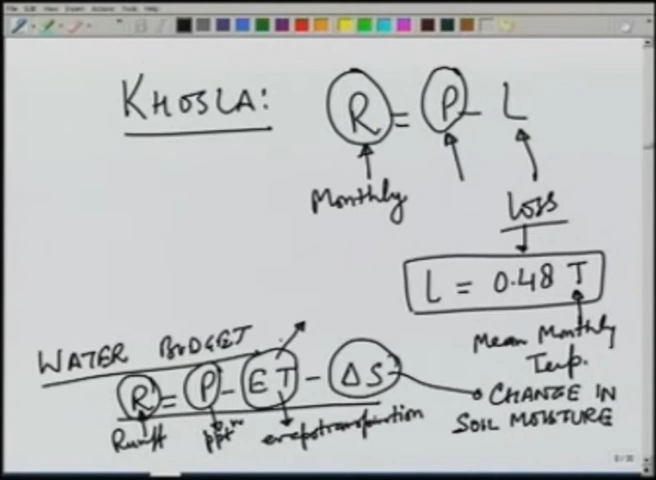 KHOSLA: R = P - L
Monthly
Loss
L = 0.48 T
Mean Monthly
Temp.
WATER BUDGET
R = P - ET - ΔS
CHANGE IN
SOIL MOISTURE
Runoff pptn evapotranspiration